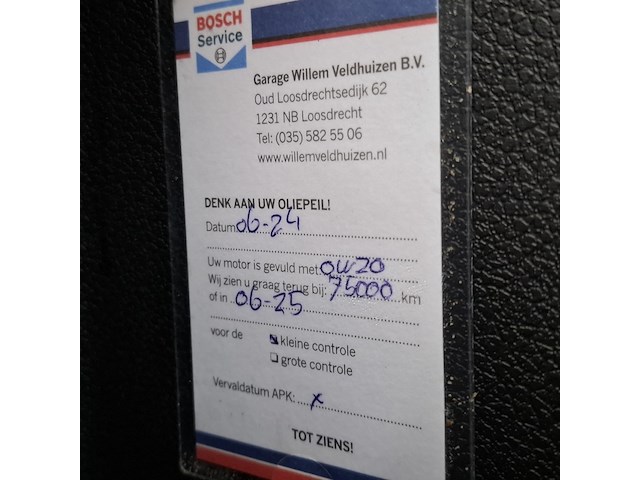 BOSCH
Service
Garage Willem Veldhuizen B.V.
Oud Loosdrechtsedijk 62
1231 NB Loosdrecht
Tel: (035) 582 55 06
www.willemveldhuizen.nl
DENK AAN UW OLIEPEIL!
Datum: 06-24
Uw motor is gevuld met: 0W20
Wij zien u graag terug bij: 75000 km
of in 06-25
voor de kleine controle
grote controle
Vervaldatum APK: x
TOT ZIENS!